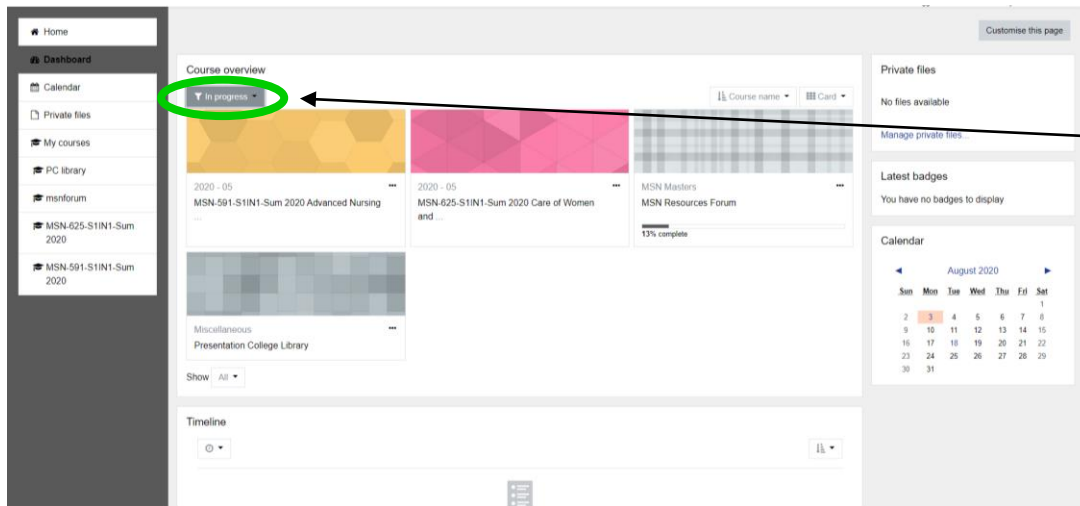 Home
Dashboard
Calendar
Private files
My courses
PC library
msnforum
MSN-625-S1IN1-Sum
2020
MSN-591-S1IN1-Sum
2020
Customise this page
Course overview
In progress
Course name
Card
2020 - 05
MSN-591-S1IN1-Sum 2020 Advanced Nursing
...
2020 - 05
MSN-625-S1IN1-Sum 2020 Care of Women
and ...
MSN Masters
MSN Resources Forum
13% complete
Miscellaneous
Presentation College Library
Show All
Timeline
Private files
No files available
Manage private files...
Latest badges
You have no badges to display
Calendar
August 2020
Sun Mon Tue Wed Thu Fri Sat
1
2 3 4 5 6 7 8
9 10 11 12 13 14 15
16 17 18 19 20 21 22
23 24 25 26 27 28 29
30 31